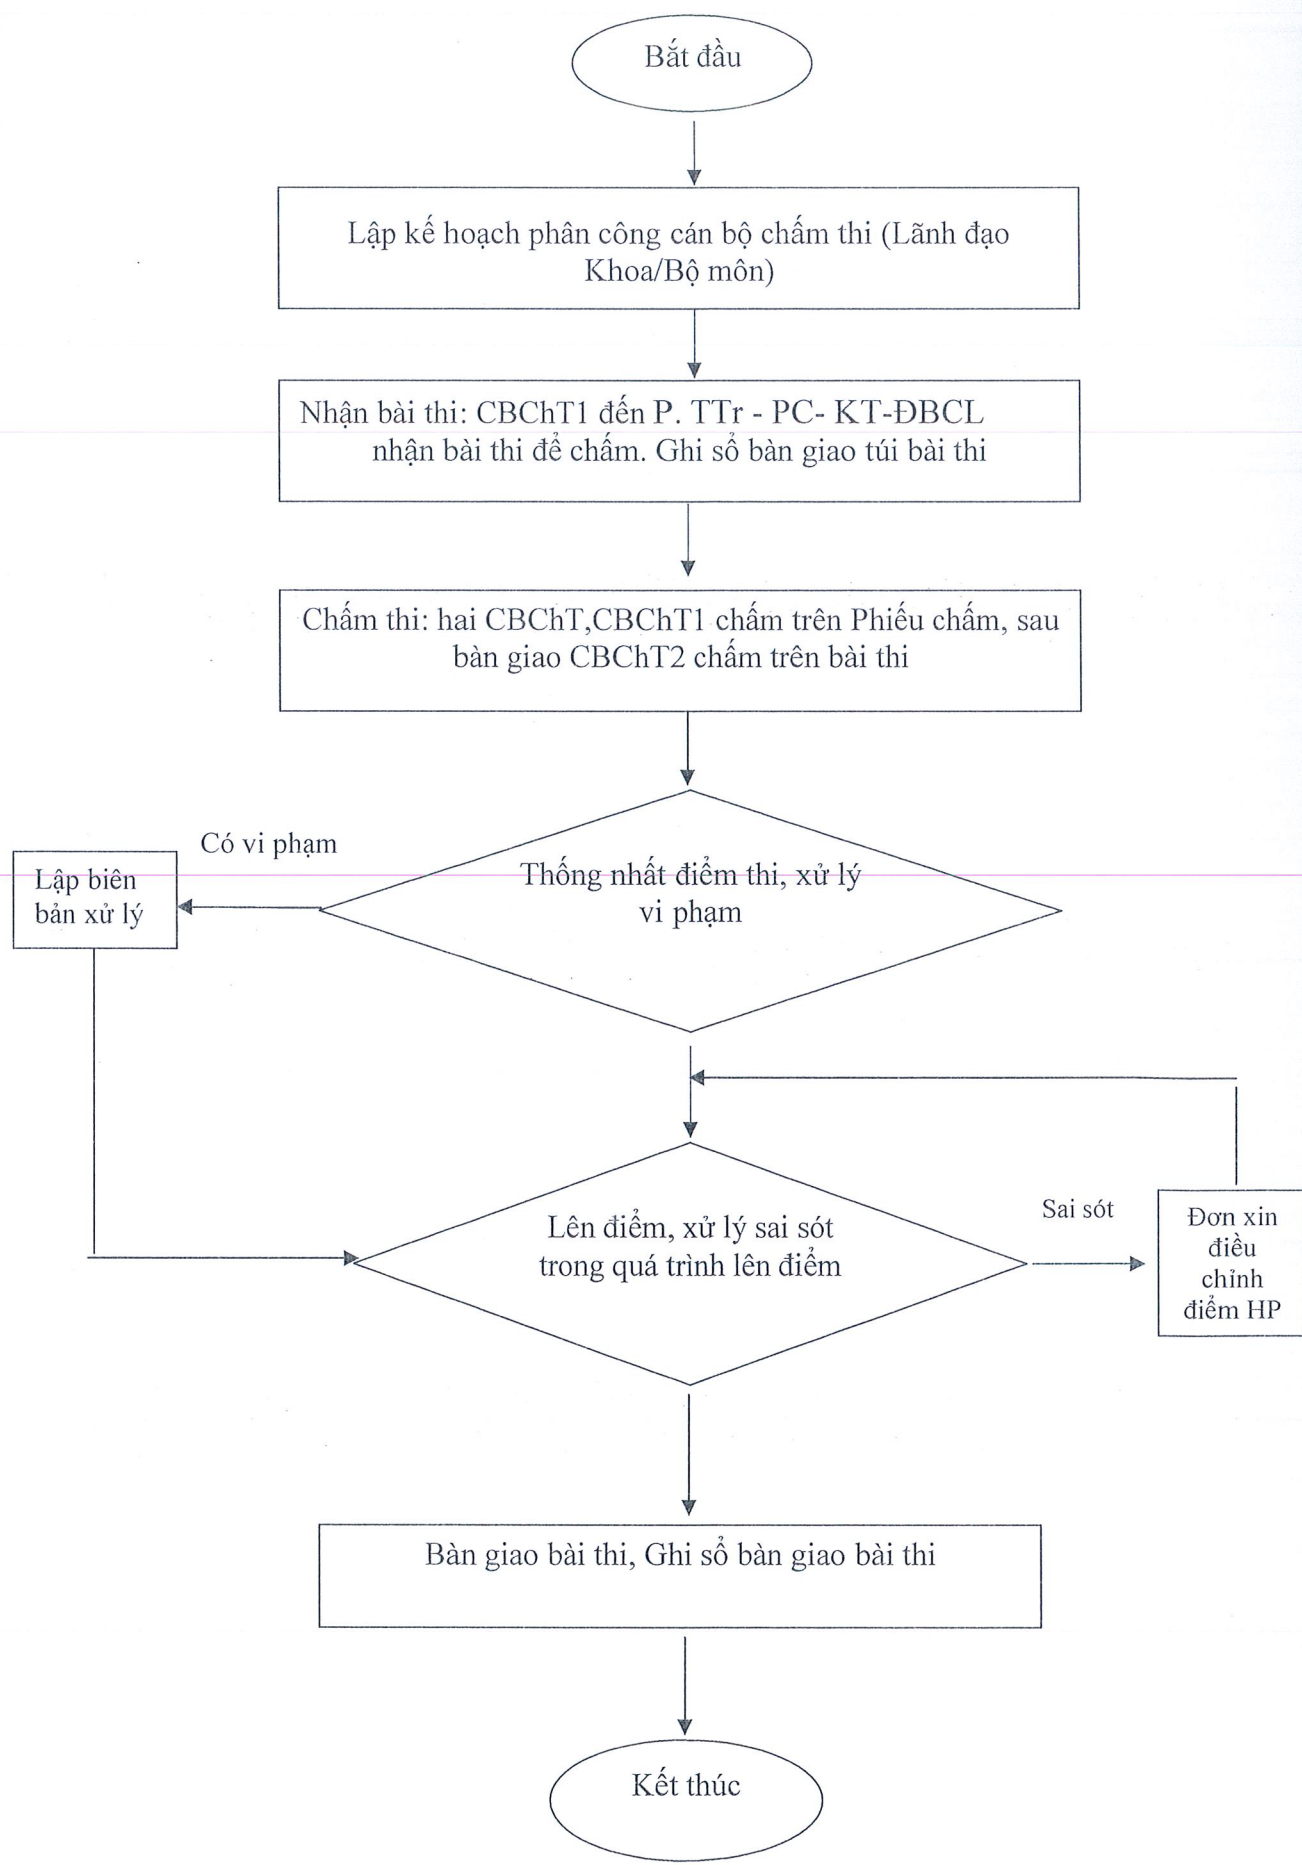 Bắt đầu
Lập kế hoạch phân công cán bộ chấm thi (Lãnh đạo
Khoa/Bộ môn)
Nhận bài thi: CBChT1 đến P. TTr - PC- KT-ĐBCL
nhận bài thi để chấm. Ghi sổ bàn giao túi bài thi
Chấm thi: hai CBChT,CBChT1 chấm trên Phiếu chấm, sau
bàn giao CBChT2 chấm trên bài thi
Có vi phạm
Lập biên
bản xử lý
Thống nhất điểm thi, xử lý
vi phạm
Lên điểm, xử lý sai sót
trong quá trình lên điểm
Sai sót
Đơn xin
điều
chỉnh
điểm HP
Bàn giao bài thi, Ghi sổ bàn giao bài thi
Kết thúc